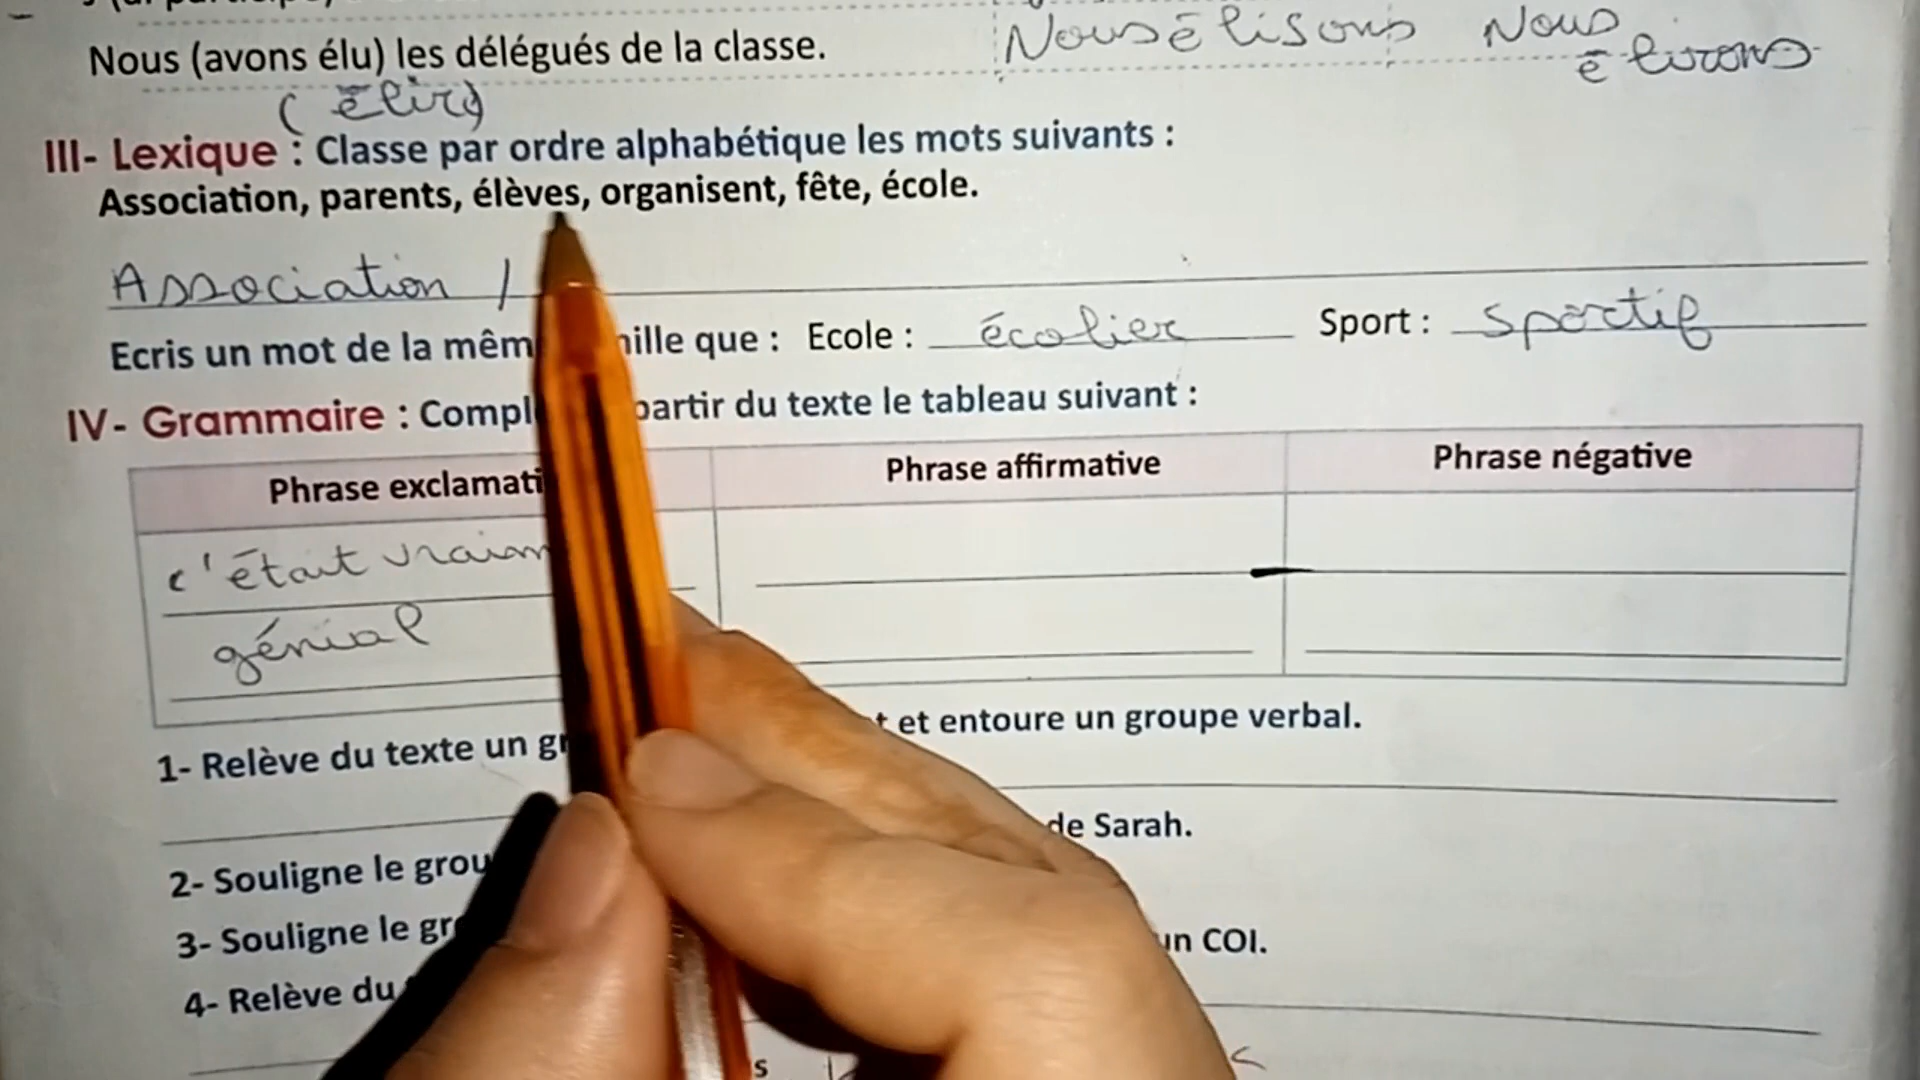 Nous (avons élu) les délégués de la classe. Nous élisons Nous
élirons
(élire)
III- Lexique : Classe par ordre alphabétique les mots suivants :
Association, parents, élèves, organisent, fête, école.
Association /
Ecris un mot de la mêm ille que : Ecole : écolier Sport : sportif
IV- Grammaire : Compl partir du texte le tableau suivant :
Phrase exclamati Phrase affirmative Phrase négative
c'était vraim
génial
1- Relève du texte un gr t et entoure un groupe verbal.
de Sarah.
2- Souligne le grou
3- Souligne le gr un COI.
4- Relève du
s